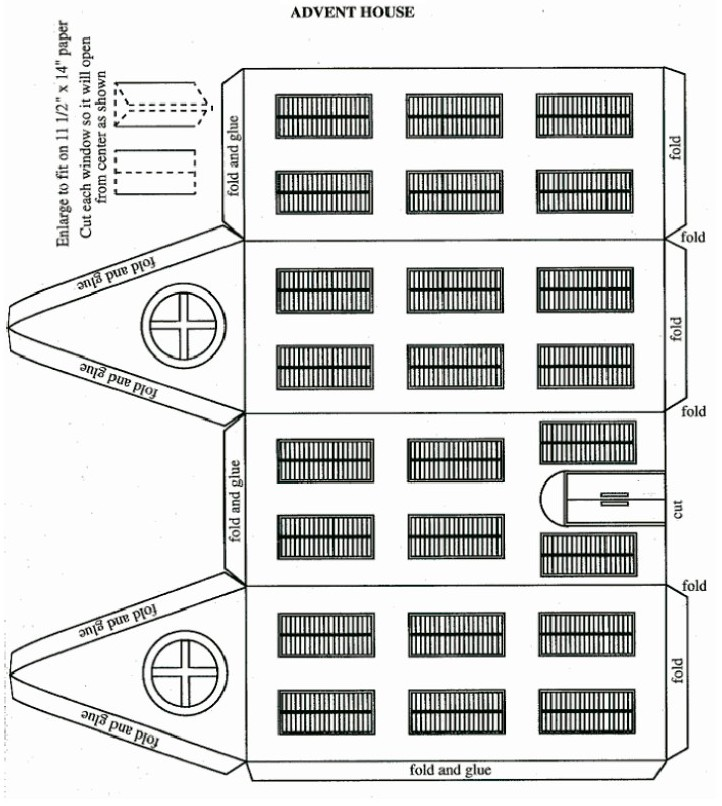 ADVENT HOUSE
Enlarge to fit on 11 1/2" x 14" paper
Cut each window so it will open
from center as shown
fold and glue
fold
fold
fold and glue
fold and glue
fold
fold
fold and glue
cut
fold
fold and glue
fold and glue
fold
fold and glue